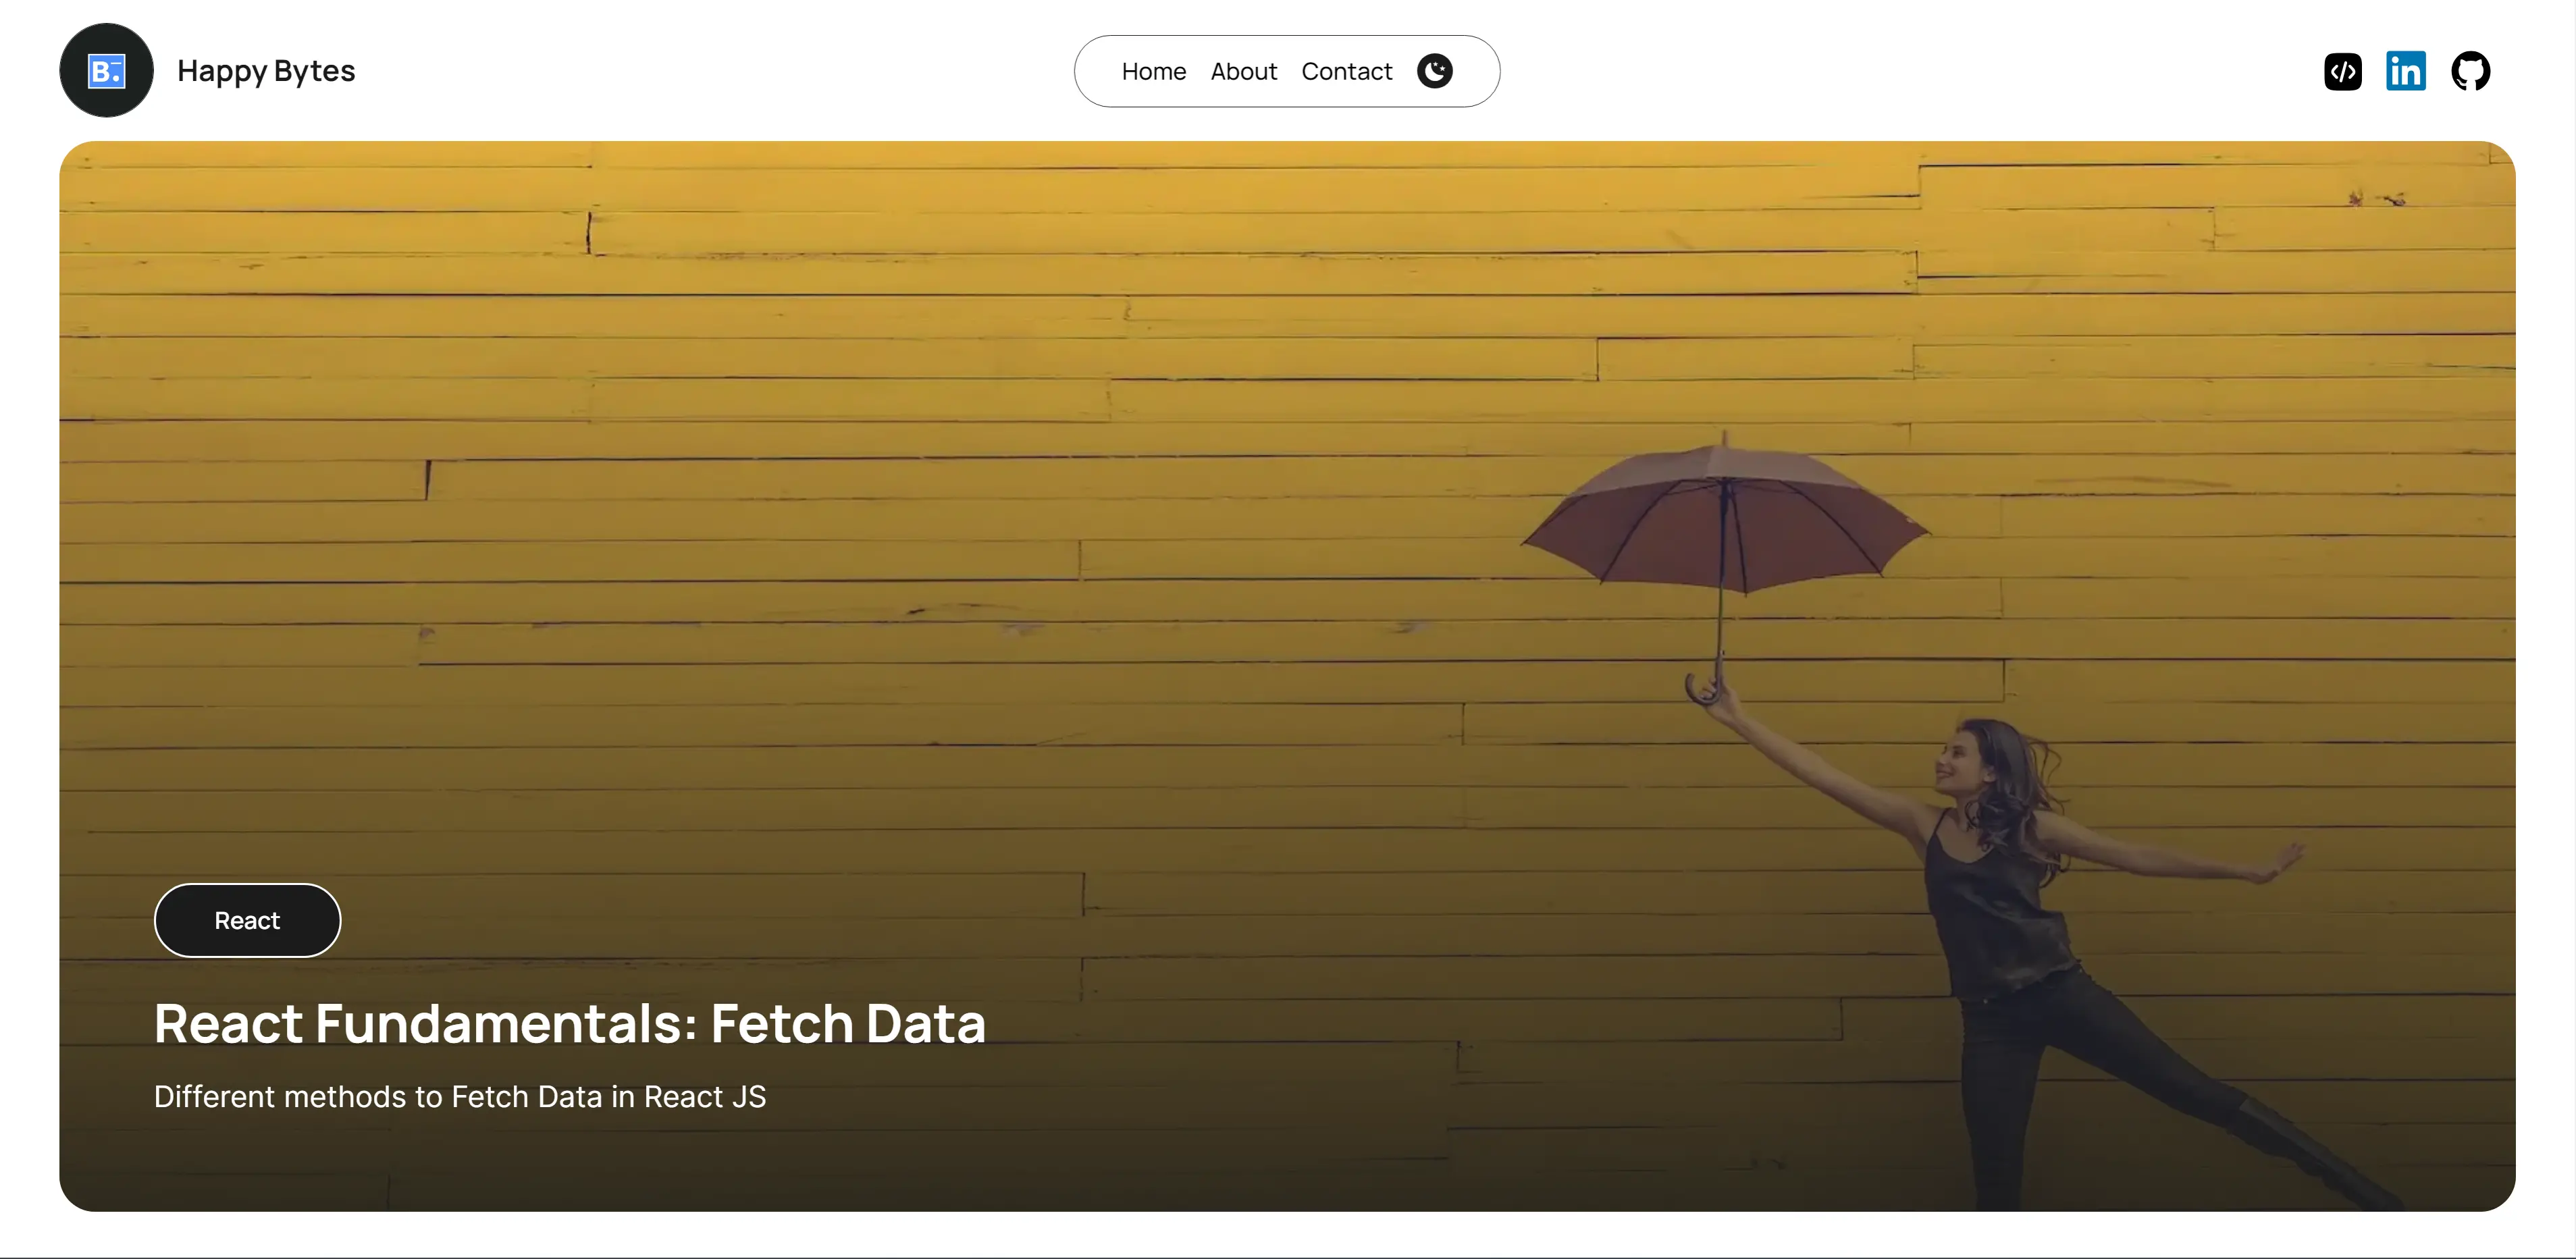 B.
Happy Bytes
Home About Contact
</>
in
React
React Fundamentals: Fetch Data
Different methods to Fetch Data in React JS